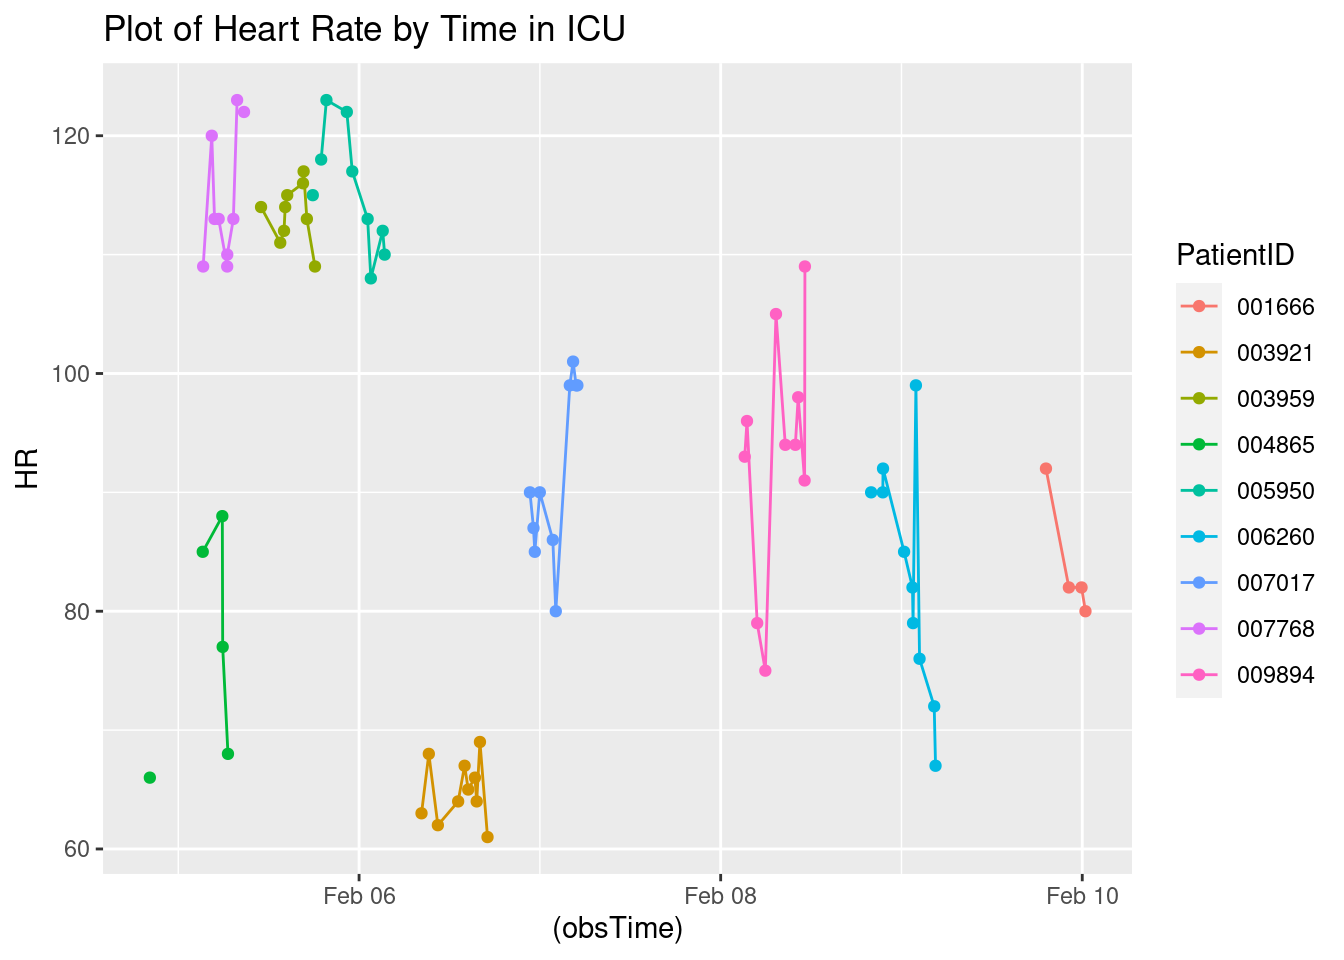 Plot of Heart Rate by Time in ICU
120
100
80
60
HR
Feb 06
Feb 08
Feb 10
(obsTime)
PatientID
001666
003921
003959
004865
005950
006260
007017
007768
009894